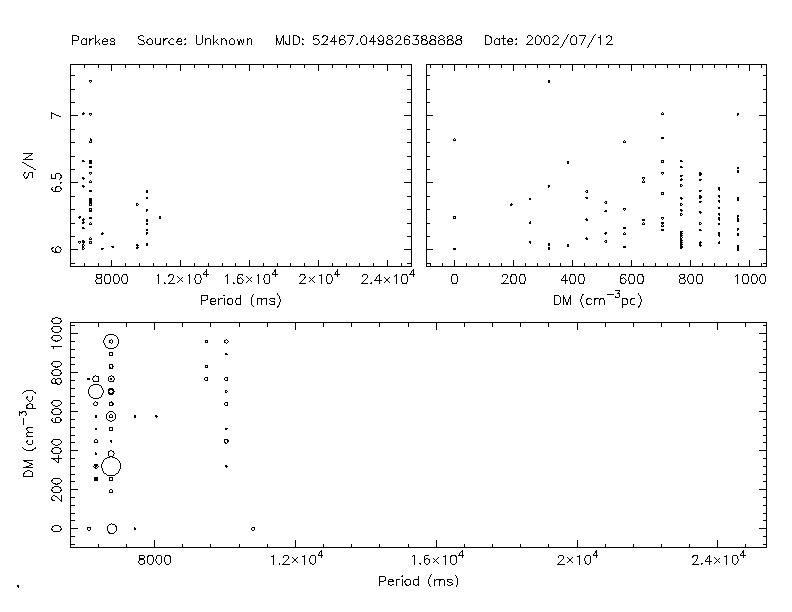 Parkes Source: Unknown MJD: 52467.049826388888 Date: 2002/07/12
S/N
7
6.5
6
8000 1.2×10⁴ 1.6×10⁴ 2×10⁴ 2.4×10⁴
Period (ms)
0 200 400 600 800 1000
DM (cm⁻³pc)
DM (cm⁻³pc)
1000
800
600
400
200
0
8000 1.2×10⁴ 1.6×10⁴ 2×10⁴ 2.4×10⁴
Period (ms)